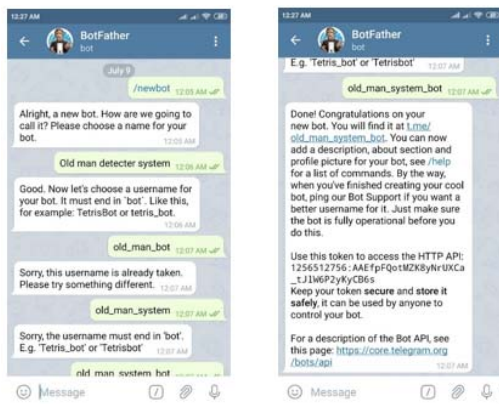 12:27 AM
BotFather
bot
July 9
/newbot 12:05 AM
Alright, a new bot. How are we going to
call it? Please choose a name for your
bot. 12:05 AM
Old man detecter system 12:06 AM
Good. Now let's choose a username for
your bot. It must end in `bot`. Like this,
for example: TetrisBot or tetris_bot.
12:06 AM
old_man_bot 12:07 AM
Sorry, this username is already taken.
Please try something different. 12:07 AM
old_man_system 12:07 AM
Sorry, the username must end in 'bot'.
E.g. 'Tetris_bot' or 'Tetrisbot' 12:07 AM
old_man_system_bot
Message
12:27 AM
BotFather
bot
E.g. 'Tetris_bot' or 'Tetrisbot' 12:07 AM
old_man_system_bot 12:07 AM
Done! Congratulations on your
new bot. You will find it at t.me/
old_man_system_bot. You can now
add a description, about section and
profile picture for your bot, see /help
for a list of commands. By the way,
when you've finished creating your cool
bot, ping our Bot Support if you want a
better username for it. Just make sure
the bot is fully operational before you
do this.
Use this token to access the HTTP API:
1256512756:AAEfpFQotMZK8yNrUXCa
_tJ1W6P2yKyCB6s
Keep your token secure and store it
safely, it can be used by anyone to
control your bot.
For a description of the Bot API, see
this page: https://core.telegram.org
/bots/api 12:07 AM
Message